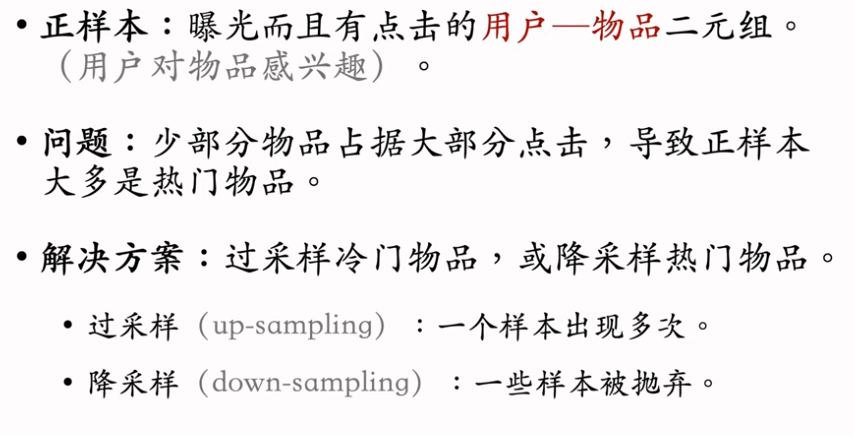 • 正样本：曝光而且有点击的用户—物品二元组。
（用户对物品感兴趣）。
• 问题：少部分物品占据大部分点击，导致正样本
大多是热门物品。
• 解决方案：过采样冷门物品，或降采样热门物品。
• 过采样（up-sampling）：一个样本出现多次。
• 降采样（down-sampling）：一些样本被抛弃。